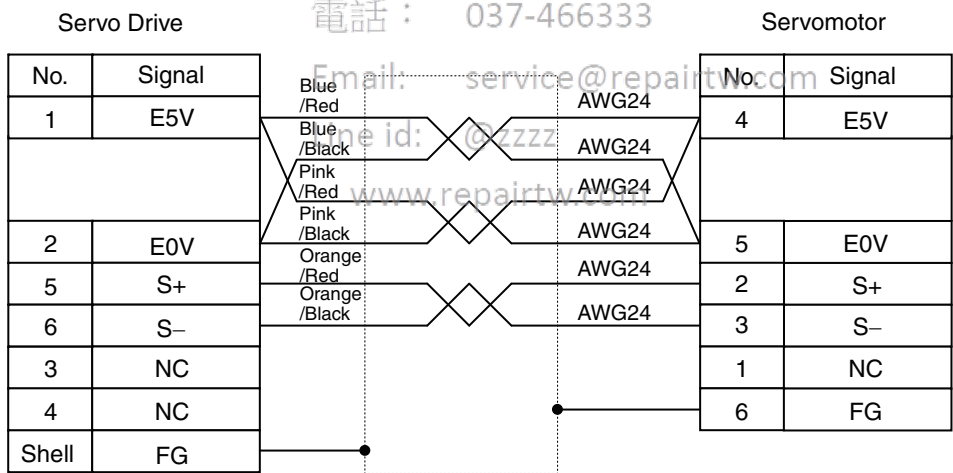 電話： 037-466333
Servo Drive
Servomotor
No. Signal
Email: service@repairtw.com
No. Signal
1 E5V
Blue
/Red
AWG24
4 E5V
Blue
/Black
AWG24
Line id: @zzzz
Pink
/Red
AWG24
www.repairtw.com
Pink
/Black
AWG24
2 E0V
5 E0V
Orange
/Red
AWG24
5 S+
2 S+
Orange
/Black
AWG24
6 S−
3 S−
3 NC
1 NC
4 NC
6 FG
Shell FG